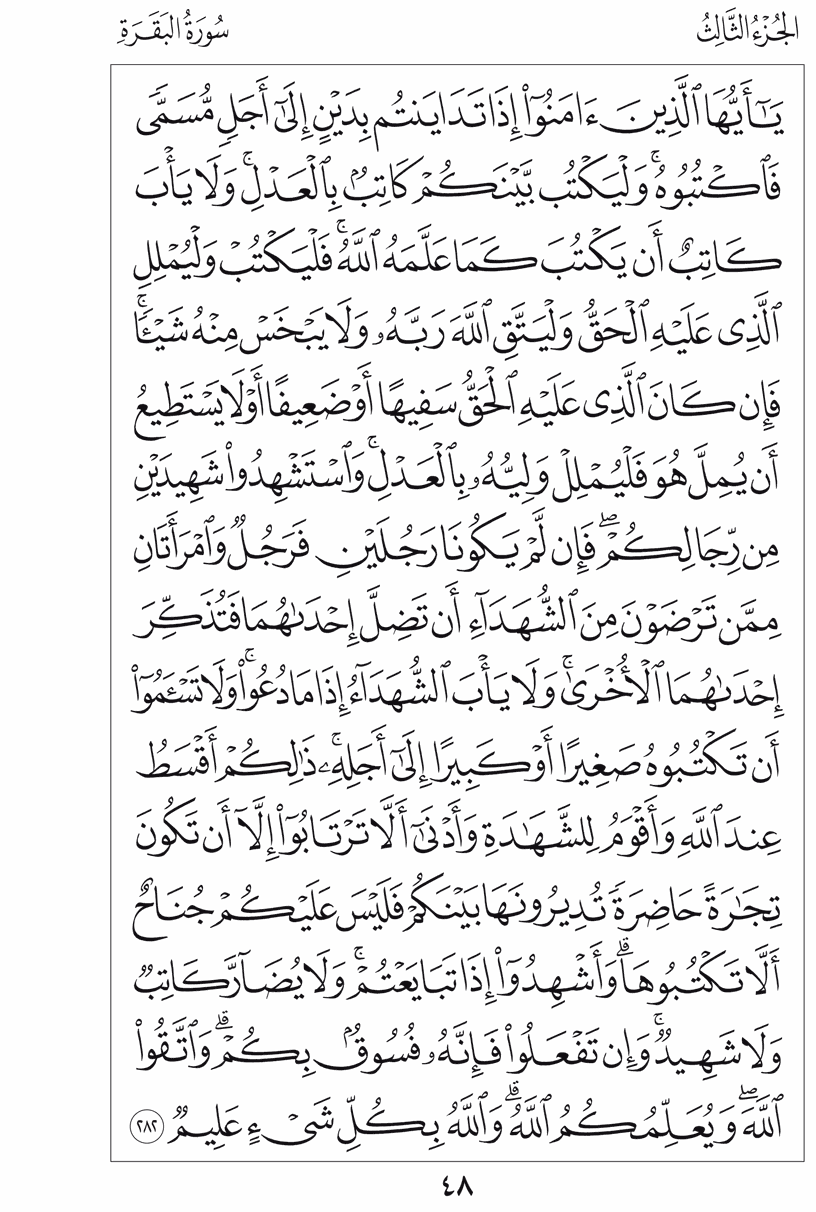 الجُزْءُ الثَّالِثُ
سُورَةُ البَقَرَةِ
يَـٰٓأَيُّهَا ٱلَّذِينَ ءَامَنُوٓا۟ إِذَا تَدَايَنتُم بِدَيْنٍ إِلَىٰٓ أَجَلٍ مُّسَمًّى
فَٱكْتُبُوهُ ۚ وَلْيَكْتُب بَّيْنَكُمْ كَاتِبٌۢ بِٱلْعَدْلِ ۚ وَلَا يَأْبَ
كَاتِبٌ أَن يَكْتُبَ كَمَا عَلَّمَهُ ٱللَّهُ ۚ فَلْيَكْتُبْ وَلْيُمْلِلِ
ٱلَّذِى عَلَيْهِ ٱلْحَقُّ وَلْيَتَّقِ ٱللَّهَ رَبَّهُۥ وَلَا يَبْخَسْ مِنْهُ شَيْـًٔا ۚ
فَإِن كَانَ ٱلَّذِى عَلَيْهِ ٱلْحَقُّ سَفِيهًا أَوْ ضَعِيفًا أَوْ لَا يَسْتَطِيعُ
أَن يُمِلَّ هُوَ فَلْيُمْلِلْ وَلِيُّهُۥ بِٱلْعَدْلِ ۚ وَٱسْتَشْهِدُوا۟ شَهِيدَيْنِ
مِن رِّجَالِكُمْ ۖ فَإِن لَّمْ يَكُونَا رَجُلَيْنِ فَرَجُلٌ وَٱمْرَأَتَانِ
مِمَّن تَرْضَوْنَ مِنَ ٱلشُّهَدَآءِ أَن تَضِلَّ إِحْدَىٰهُمَا فَتُذَكِّرَ
إِحْدَىٰهُمَا ٱلْأُخْرَىٰ ۚ وَلَا يَأْبَ ٱلشُّهَدَآءُ إِذَا مَا دُعُوا۟ ۚ وَلَا تَسْـَٔمُوٓا۟
أَن تَكْتُبُوهُ صَغِيرًا أَوْ كَبِيرًا إِلَىٰٓ أَجَلِهِۦ ۚ ذَٰلِكُمْ أَقْسَطُ
عِندَ ٱللَّهِ وَأَقْوَمُ لِلشَّهَـٰدَةِ وَأَدْنَىٰٓ أَلَّا تَرْتَابُوٓا۟ إِلَّآ أَن تَكُونَ
تِجَـٰرَةً حَاضِرَةً تُدِيرُونَهَا بَيْنَكُمْ فَلَيْسَ عَلَيْكُمْ جُنَاحٌ
أَلَّا تَكْتُبُوهَا ۗ وَأَشْهِدُوٓا۟ إِذَا تَبَايَعْتُمْ ۚ وَلَا يُضَآرَّ كَاتِبٌ
وَلَا شَهِيدٌ ۚ وَإِن تَفْعَلُوا۟ فَإِنَّهُۥ فُسُوقٌۢ بِكُمْ ۗ وَٱتَّقُوا۟
ٱللَّهَ ۖ وَيُعَلِّمُكُمُ ٱللَّهُ ۗ وَٱللَّهُ بِكُلِّ شَىْءٍ عَلِيمٌ ٢٨٢
٤٨